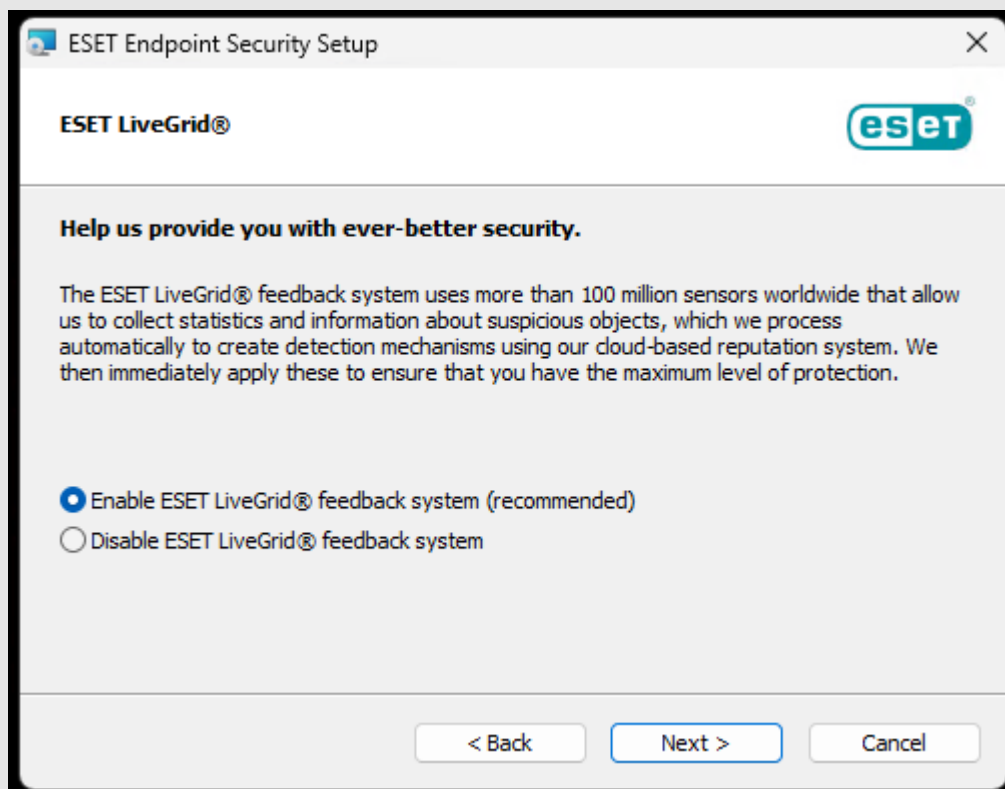 ESET Endpoint Security Setup
ESET LiveGrid®
eset®
Help us provide you with ever-better security.
The ESET LiveGrid® feedback system uses more than 100 million sensors worldwide that allow
us to collect statistics and information about suspicious objects, which we process
automatically to create detection mechanisms using our cloud-based reputation system. We
then immediately apply these to ensure that you have the maximum level of protection.
Enable ESET LiveGrid® feedback system (recommended)
Disable ESET LiveGrid® feedback system
< Back
Next >
Cancel